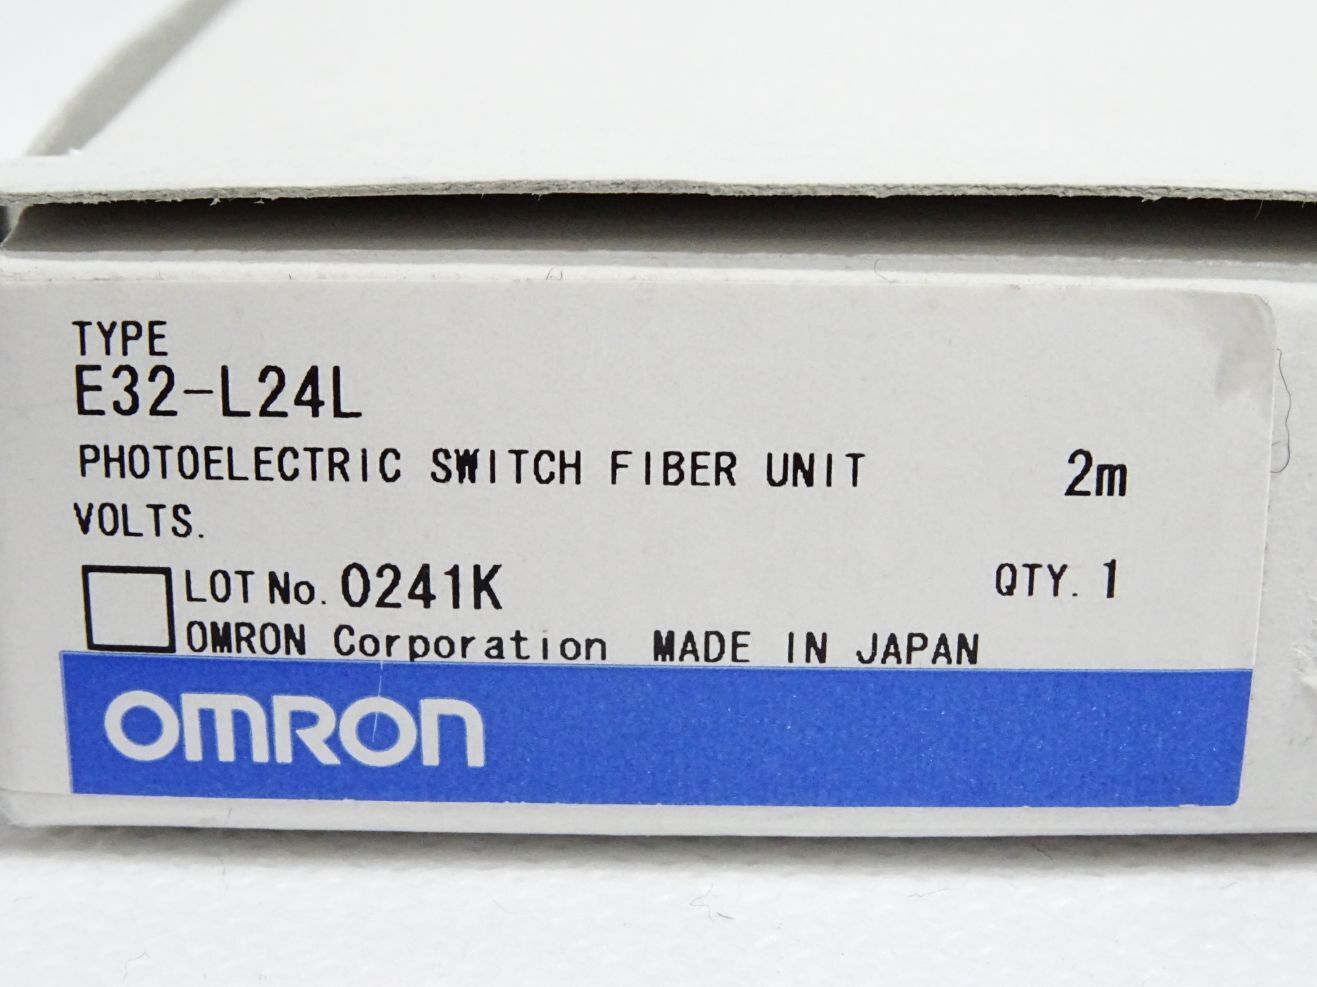 TYPE
E32-L24L
PHOTOELECTRIC SWITCH FIBER UNIT 2m
VOLTS.
LOT No. 0241K QTY. 1
OMRON Corporation MADE IN JAPAN
OMRON